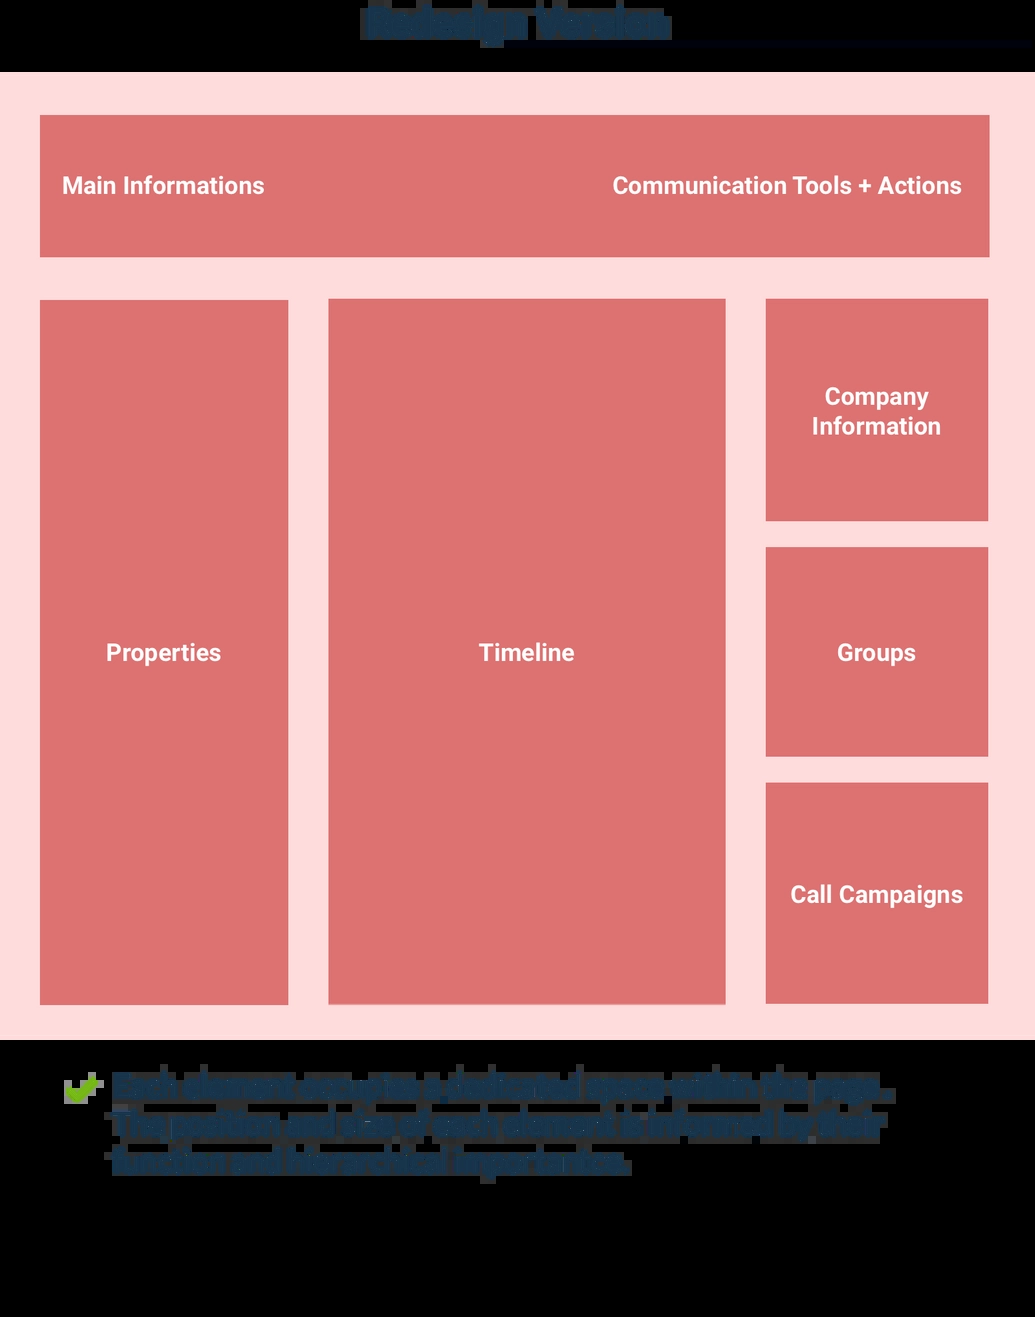 Redesign Version
Main Informations
Communication Tools + Actions
Company
Information
Properties
Timeline
Groups
Call Campaigns
Each element occupies a dedicated space within the page.
The position and size of each element is informed by their
function and hierarchical importance.